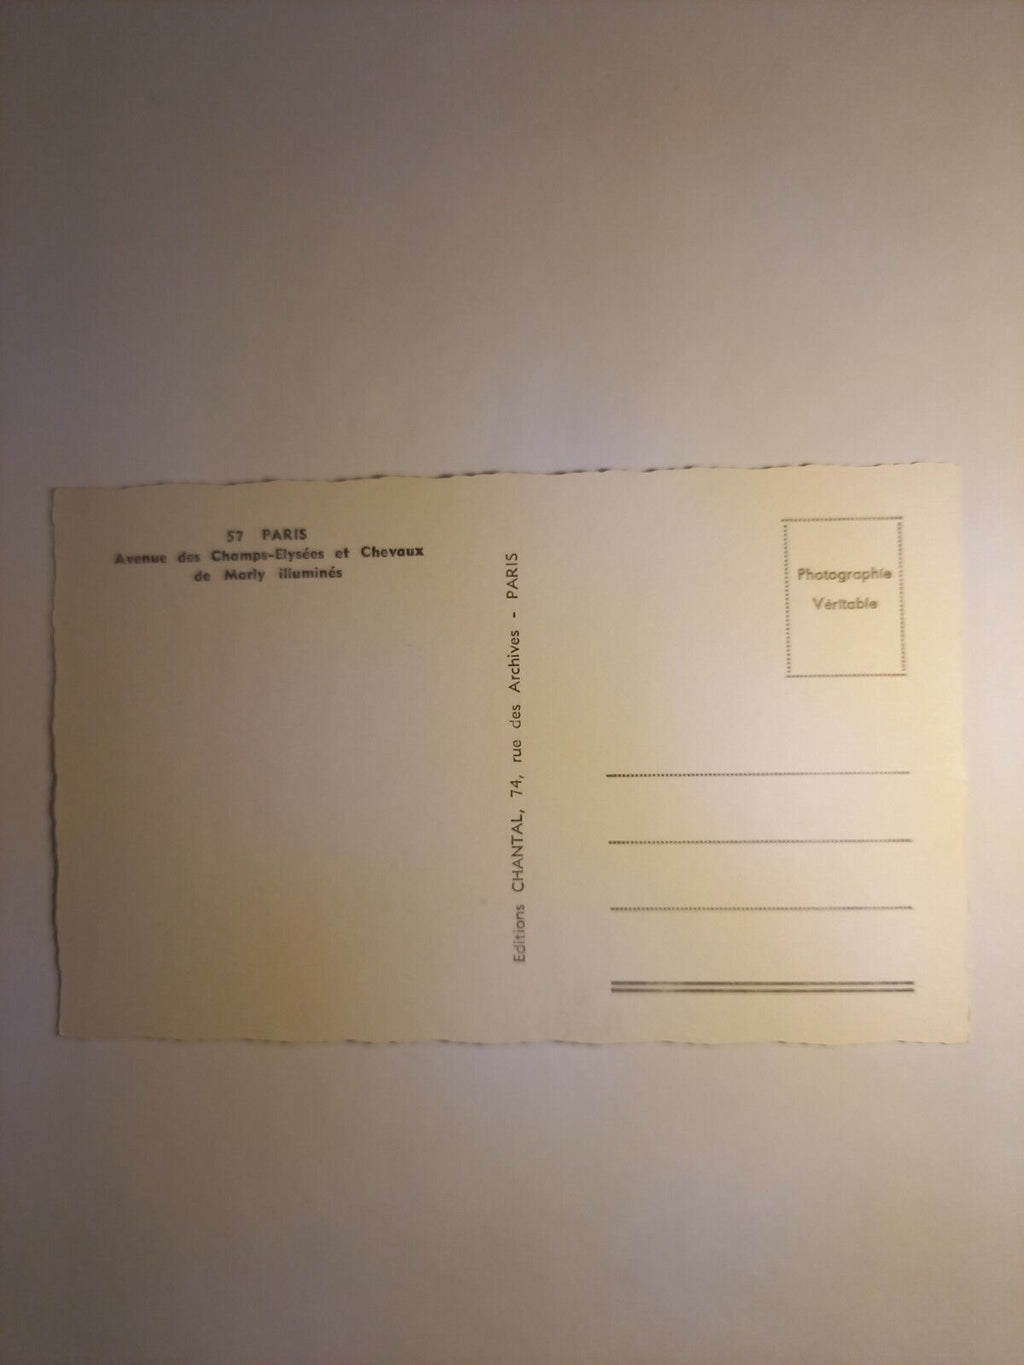 57 PARIS
Avenue des Champs-Elysées et Chevaux
de Marly illuminés
Editions CHANTAL, 74, rue des Archives - PARIS
Photographie
Véritable